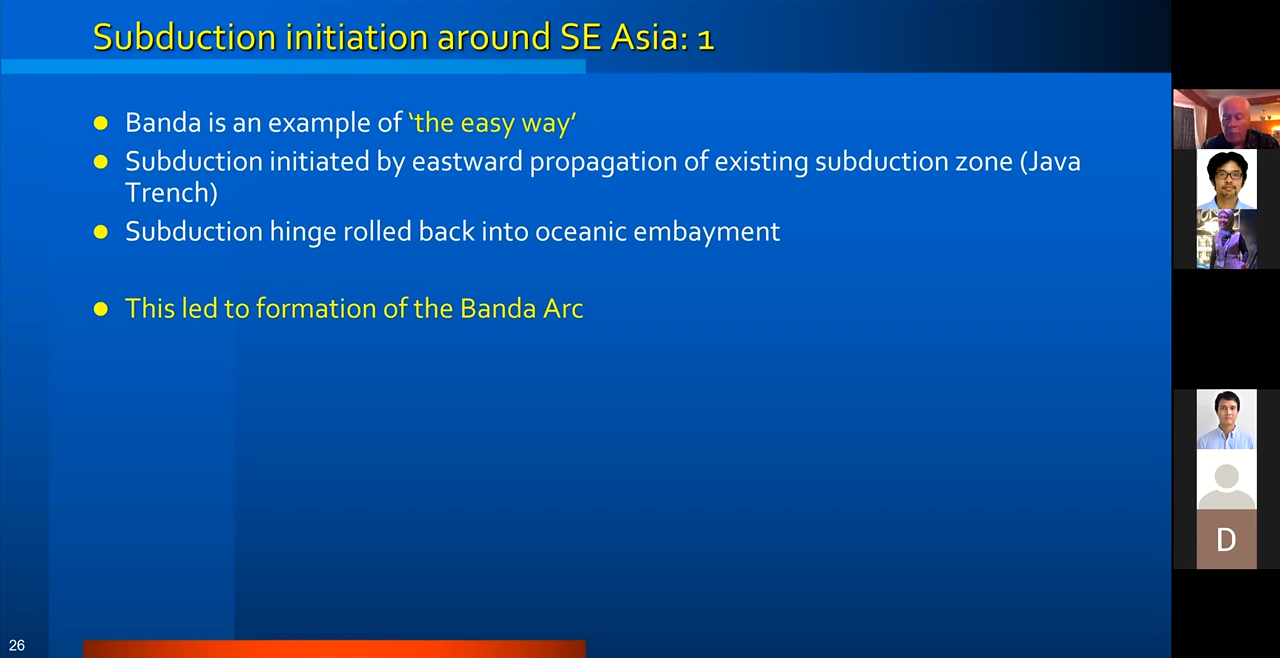 Subduction initiation around SE Asia: 1
Banda is an example of ‘the easy way’
Subduction initiated by eastward propagation of existing subduction zone (Java
Trench)
Subduction hinge rolled back into oceanic embayment
This led to formation of the Banda Arc
D
26